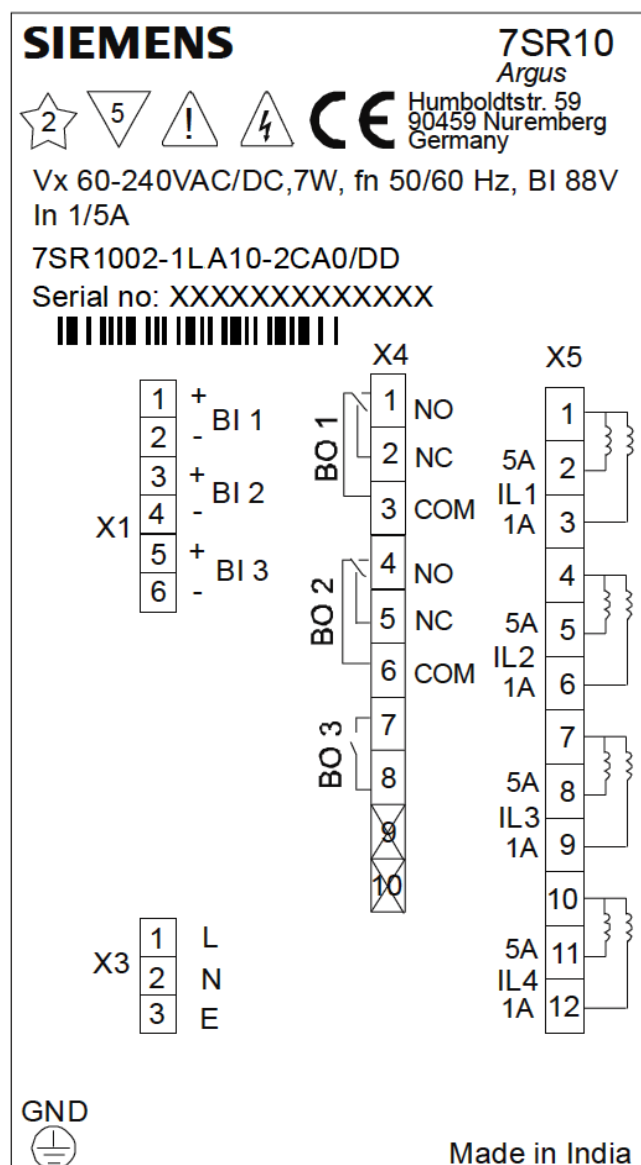 SIEMENS
7SR10
Argus
2
5
!
CE
Humboldtstr. 59
90459 Nuremberg
Germany
Vx 60-240VAC/DC,7W, fn 50/60 Hz, BI 88V
In 1/5A
7SR1002-1LA10-2CA0/DD
Serial no: XXXXXXXXXXXXX
X1
1 +
BI 1
2 -
3 +
BI 2
4 -
5 +
BI 3
6 -
X3
1 L
2 N
3 E
X4
BO 1
1 NO
2 NC
3 COM
BO 2
4 NO
5 NC
6 COM
BO 3
7
8
9
10
X5
1
5A 2
IL1
1A 3
4
5A 5
IL2
1A 6
7
5A 8
IL3
1A 9
10
5A 11
IL4
1A 12
GND
Made in India